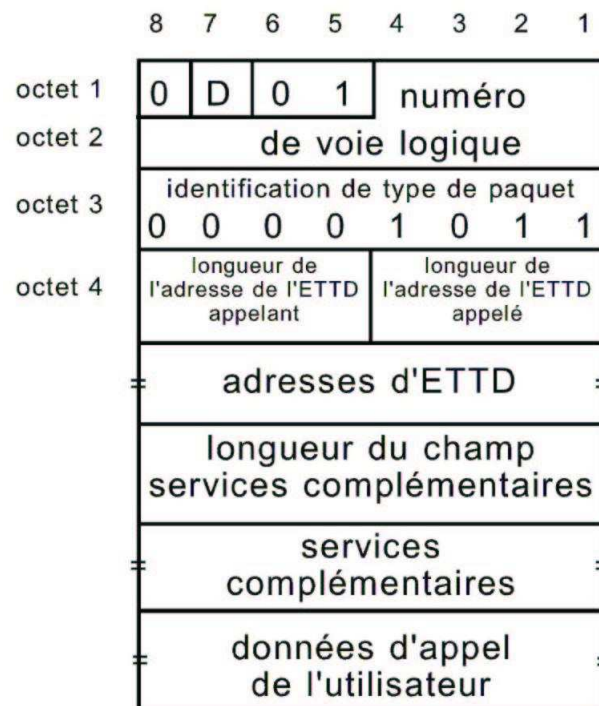 8 7 6 5 4 3 2 1
octet 1 0 D 0 1 numéro
octet 2 de voie logique
identification de type de paquet
octet 3
0 0 0 0 1 0 1 1
longueur de longueur de
octet 4 l'adresse de l'ETTD l'adresse de l'ETTD
appelant appelé
adresses d'ETTD
longueur du champ
services complémentaires
services
complémentaires
données d'appel
de l'utilisateur